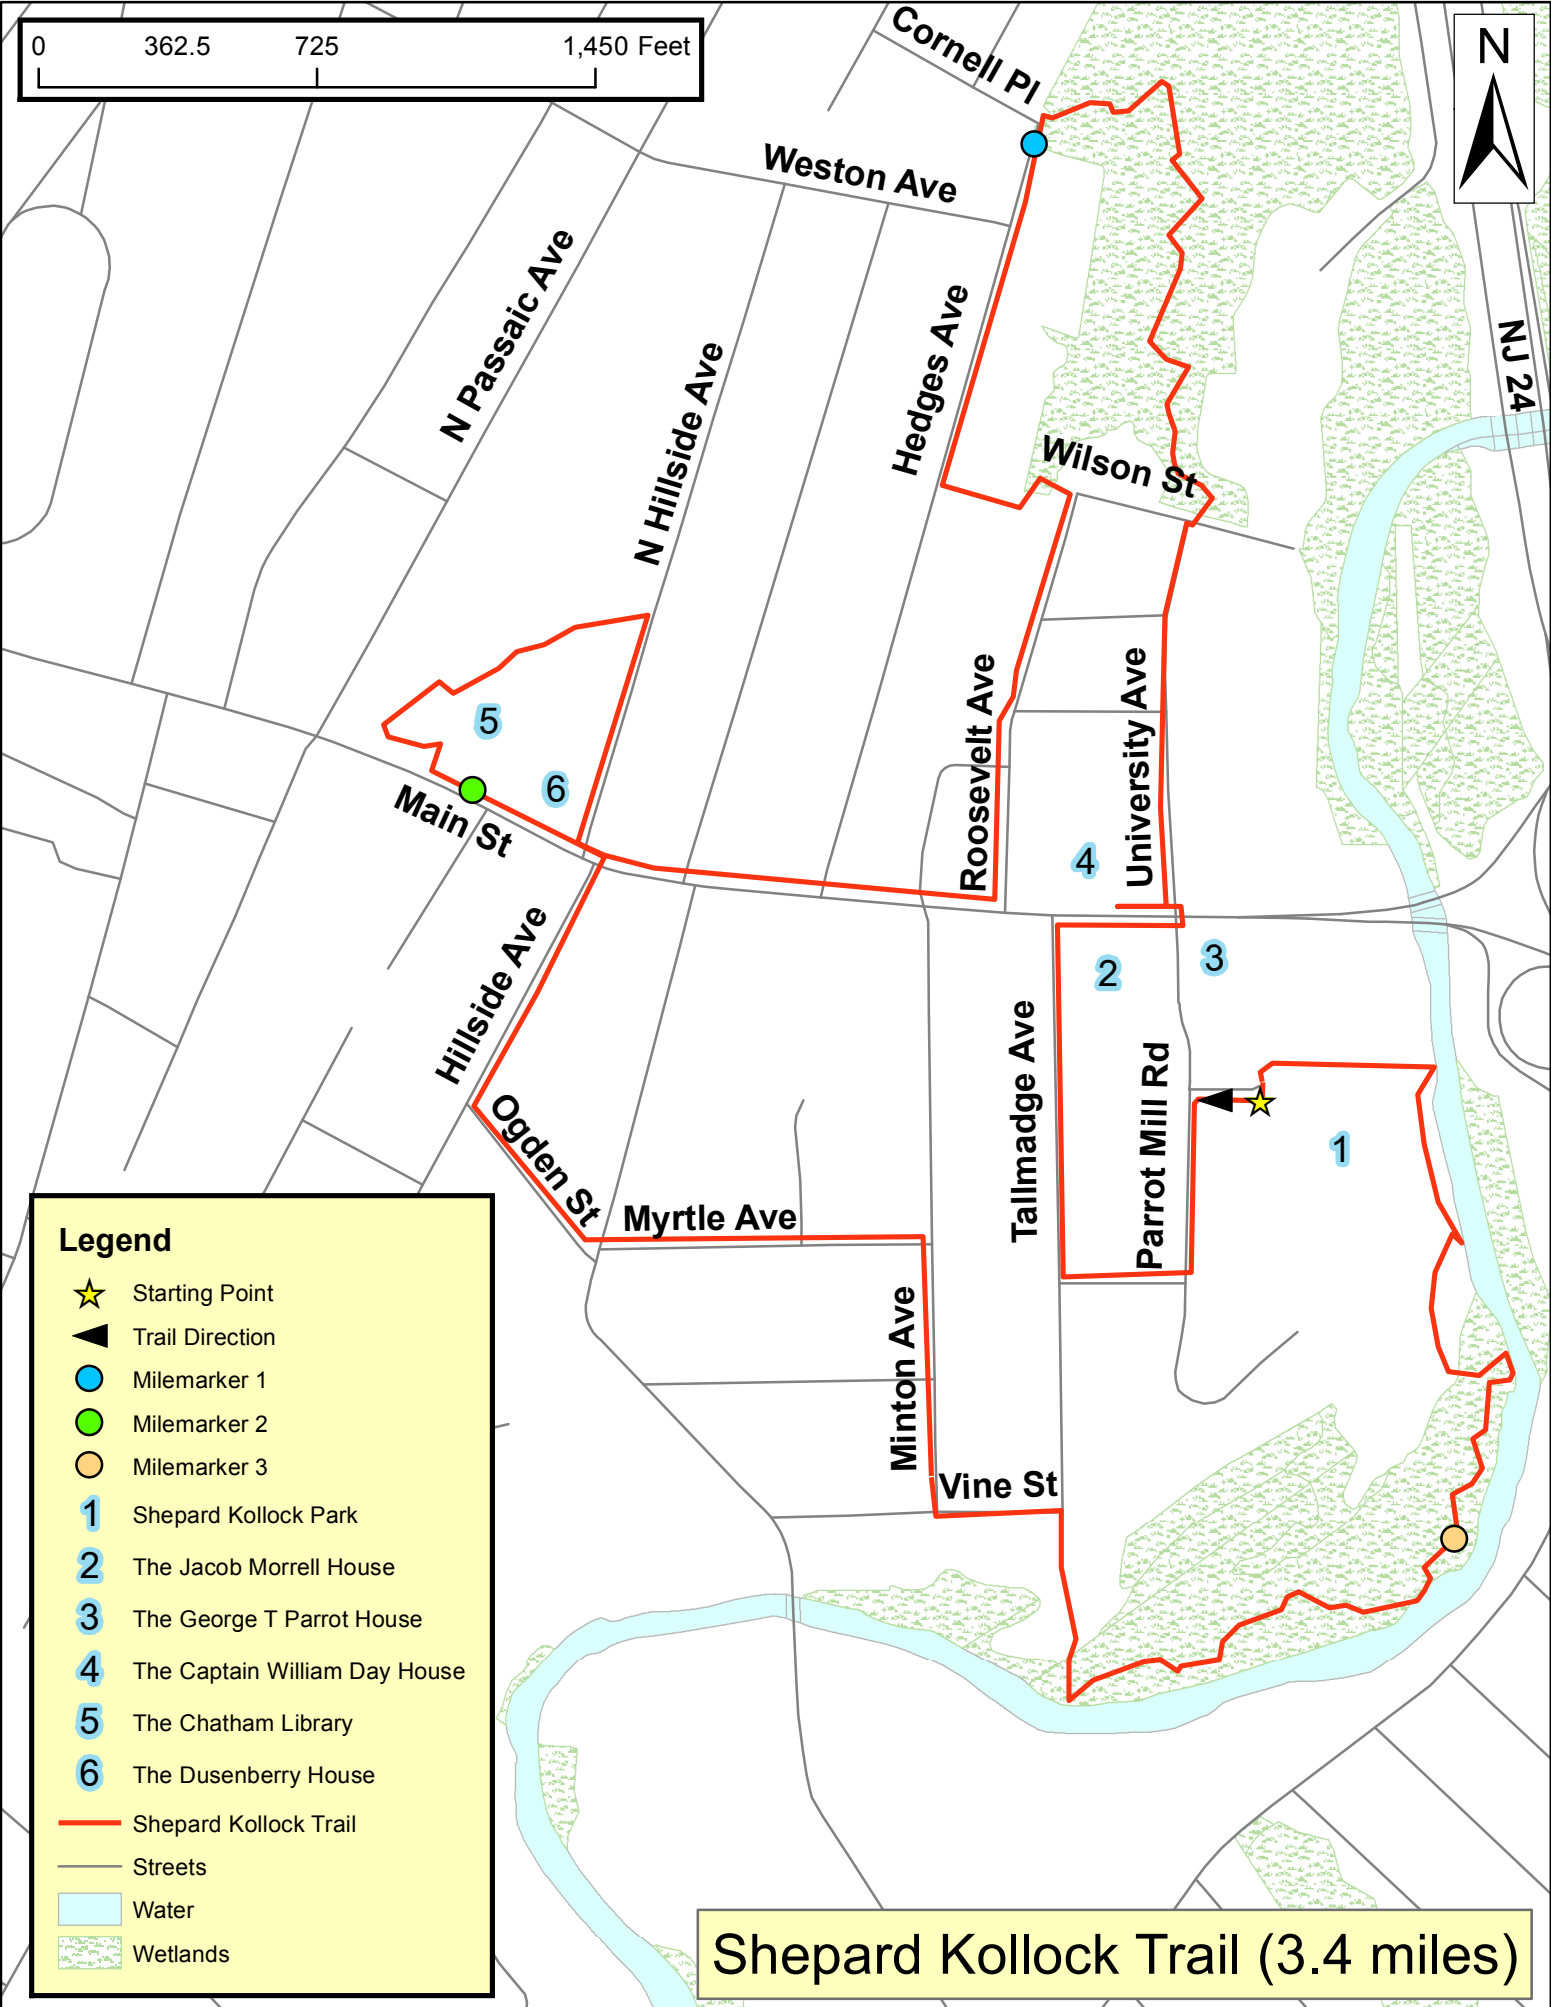 0 362.5 725 1,450 Feet
N
Cornell Pl
Weston Ave
N Passaic Ave
N Hillside Ave
Hedges Ave
NJ 24
Wilson St
Roosevelt Ave
University Ave
5
6
Main St
4
Hillside Ave
2
3
Tallmadge Ave
Parrot Mill Rd
1
Ogden St
Myrtle Ave
Minton Ave
Vine St
Legend
Starting Point
Trail Direction
Milemarker 1
Milemarker 2
Milemarker 3
1 Shepard Kollock Park
2 The Jacob Morrell House
3 The George T Parrot House
4 The Captain William Day House
5 The Chatham Library
6 The Dusenberry House
Shepard Kollock Trail
Streets
Water
Wetlands
Shepard Kollock Trail (3.4 miles)